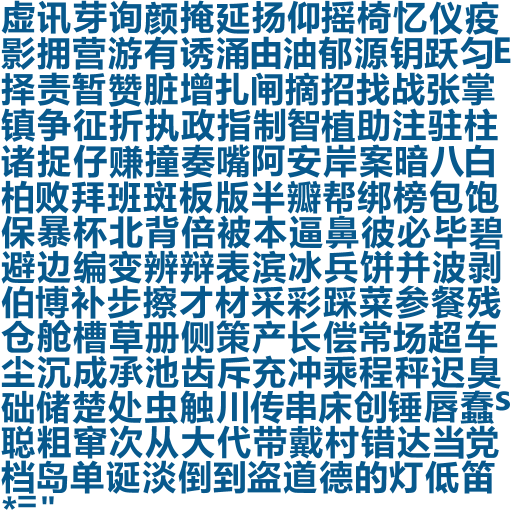 虚讯芽询颜掩延扬仰摇椅忆仪疫
影拥营游有诱涌由油郁源钥跃匀E
择责暂赞脏增扎闸摘招找战张掌
镇争征折执政指制智植助注驻柱
诸捉仔赚撞奏嘴阿安岸案暗八白
柏败拜班斑板版半瓣帮绑榜包饱
保暴杯北背倍被本逼鼻彼必毕碧
避边编变辨辩表滨冰兵饼并波剥
伯博补步擦才材采彩踩菜参餐残
仓舱槽草册侧策产长偿常场超车
尘沉成承池齿斥充冲乘程秤迟臭
础储楚处虫触川传串床创锤唇蠢S
聪粗窜次从大代带戴村错达当党
档岛单诞淡倒到盗道德的灯低笛
*="